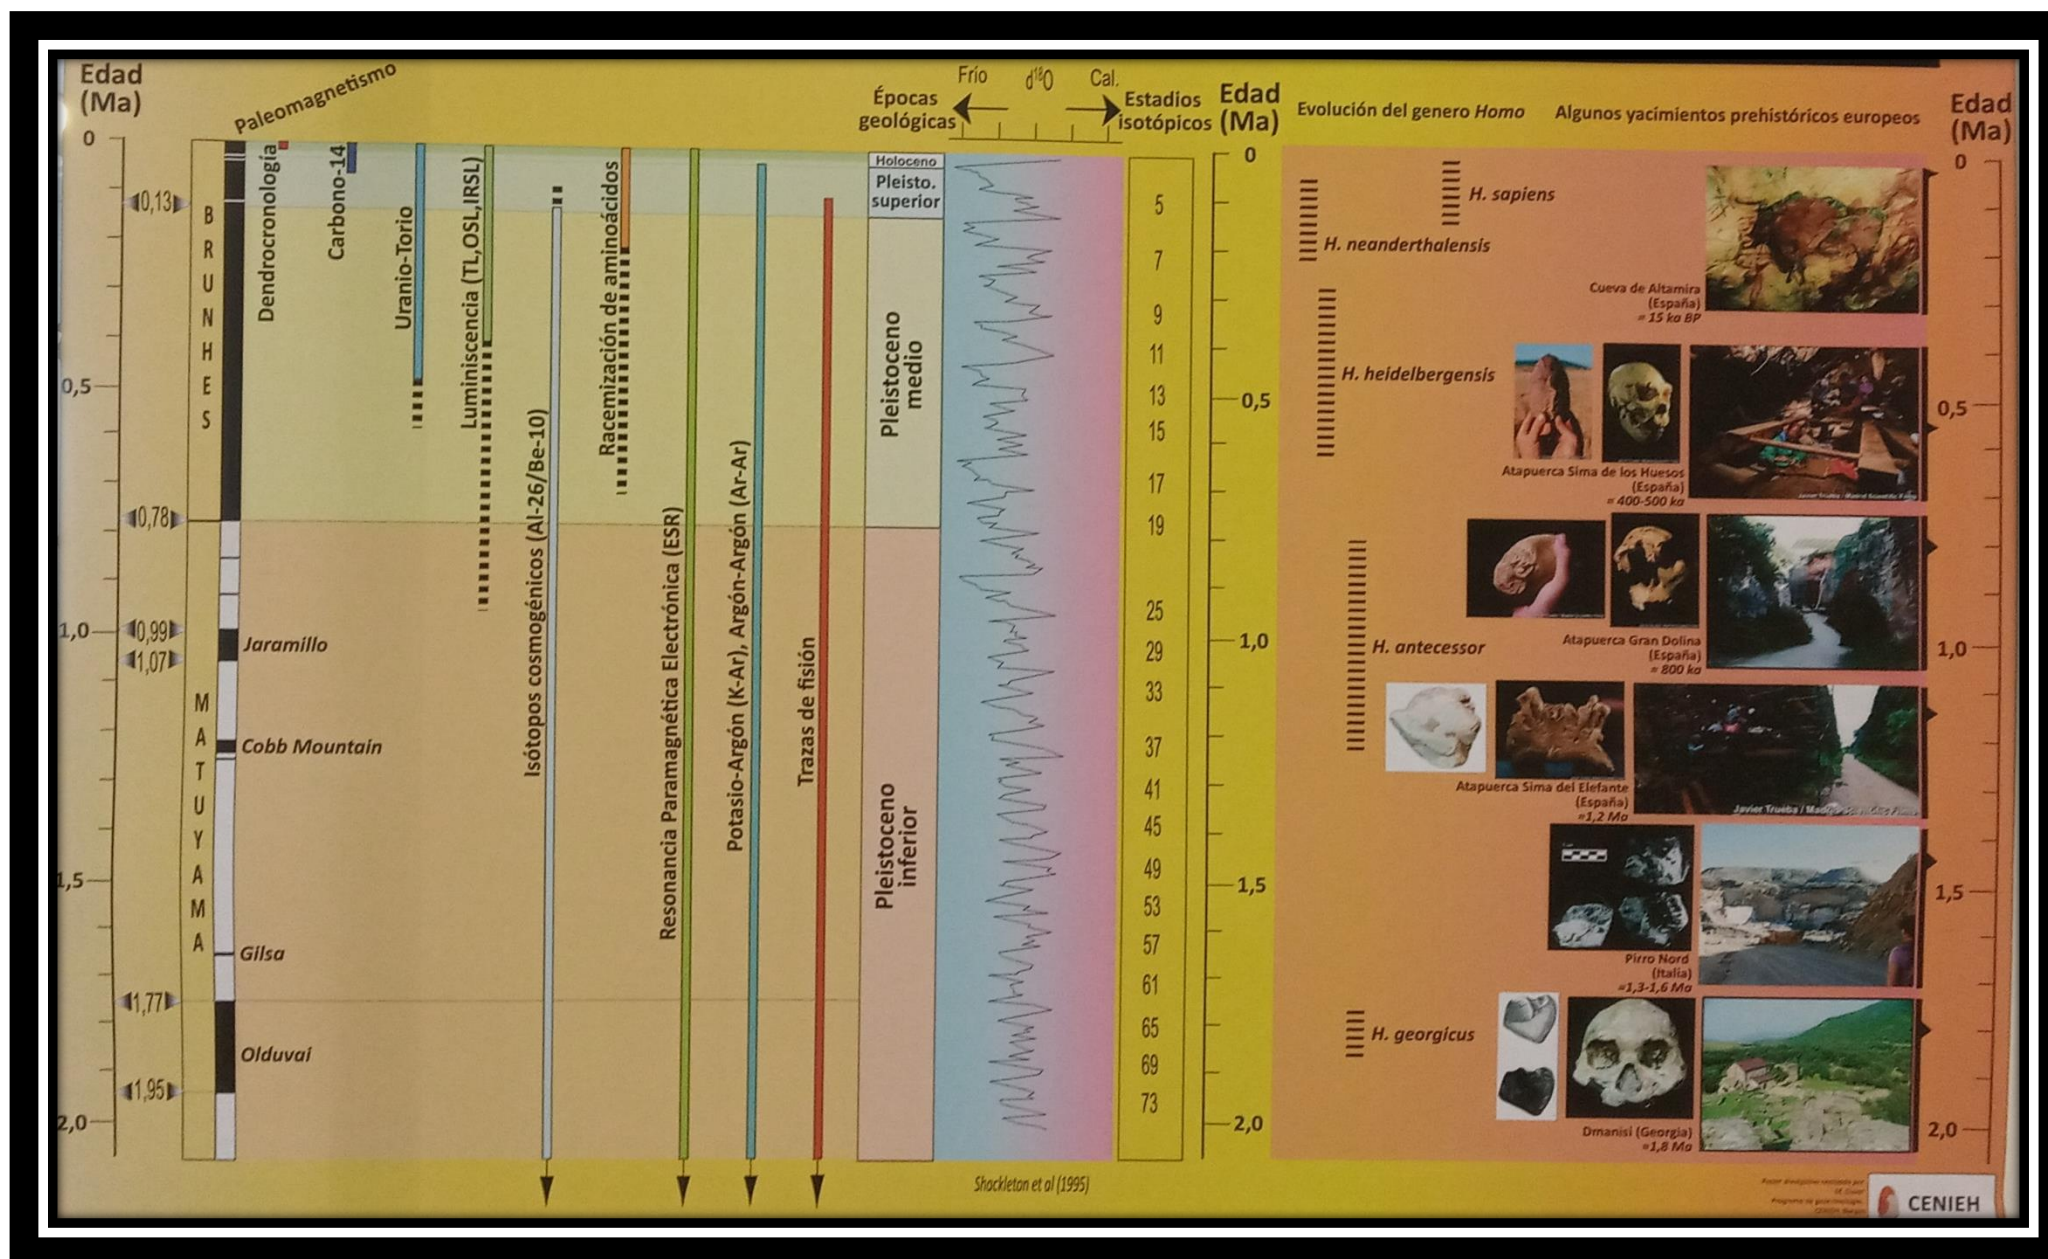 Edad
(Ma)
Paleomagnetismo
Épocas
geológicas
Frío
d¹⁸O
Cal.
Estadios
isotópicos
Edad
(Ma)
Evolución del genero Homo
Algunos yacimientos prehistóricos europeos
Edad
(Ma)
0
0,5
1,0
1,5
2,0
0,13
0,78
0,99
1,07
1,77
1,95
BRUNHES
MATUYAMA
Jaramillo
Cobb Mountain
Gilsa
Olduvai
Dendrocronología
Carbono-14
Uranio-Torio
Luminiscencia (TL,OSL,IRSL)
Isótopos cosmogénicos (Al-26/Be-10)
Racemización de aminoácidos
Resonancia Paramagnética Electrónica (ESR)
Potasio-Argón (K-Ar), Argón-Argón (Ar-Ar)
Trazas de fisión
Holoceno
Pleisto.
superior
Pleistoceno
medio
Pleistoceno
inferior
Shackleton et al (1995)
5
7
9
11
13
15
17
19
25
29
33
37
41
45
49
53
57
61
65
69
73
0
0,5
1,0
1,5
2,0
H. sapiens
H. neanderthalensis
H. heidelbergensis
H. antecessor
H. georgicus
Cueva de Altamira
(España)
≈ 15 ka BP
Atapuerca Sima de los Huesos
(España)
≈ 400-500 ka
Atapuerca Gran Dolina
(España)
≈ 800 ka
Atapuerca Sima del Elefante
(España)
≈1,2 Ma
Javier Trueba /
Pirro Nord
(Italia)
≈1,3-1,6 Ma
Dmanisi (Georgia)
≈1,8 Ma
0
0,5
1,0
1,5
2,0
CENIEH